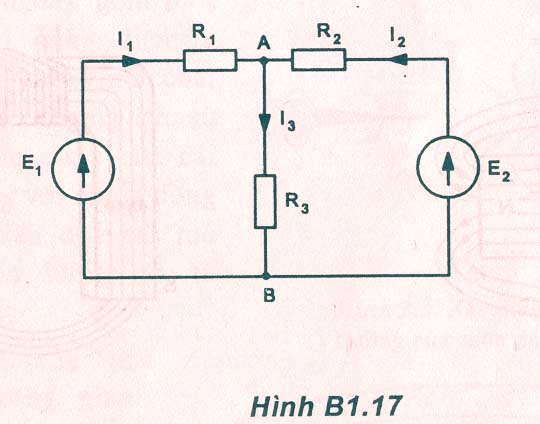 I₁ R₁ A R₂ I₂
I₃
E₁ R₃ E₂
B
Hình B1.17